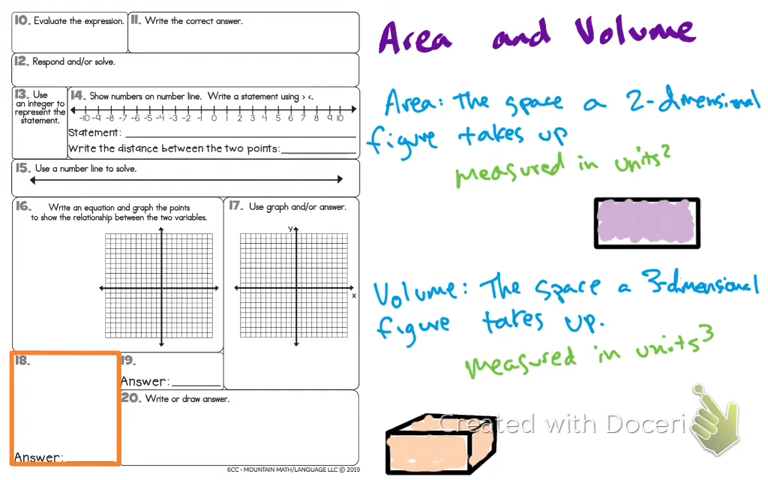 10. Evaluate the expression.
11. Write the correct answer.
12. Respond and/or solve.
13. Use
an integer to
represent the
statement.
14. Show numbers on number line. Write a statement using > <.
-10 -9 -8 -7 -6 -5 -4 -3 -2 -1 0 1 2 3 4 5 6 7 8 9 10
Statement:
Write the distance between the two points:
15. Use a number line to solve.
16. Write an equation and graph the points
to show the relationship between the two variables.
17. Use graph and/or answer.
y
x
18.
Answer:
19.
Answer:
20. Write or draw answer.
6CC - MOUNTAIN MATH/LANGUAGE LLC © 2019
Area and Volume
Area: The space a 2-dimensional
figure takes up
measured in units²
Volume: The space a 3-dimensional
figure takes up.
measured in units³
Created with Doceri